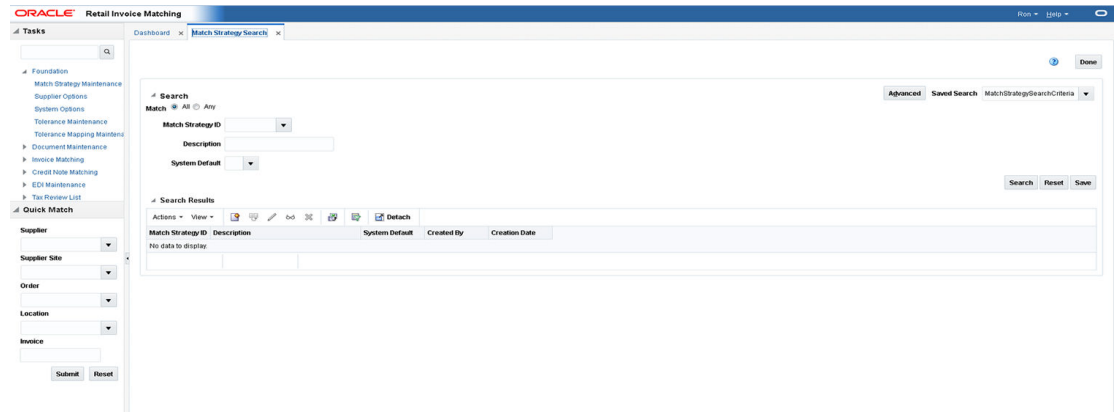 ORACLE Retail Invoice Matching
Ron Help
Tasks
Foundation
Match Strategy Maintenance
Supplier Options
System Options
Tolerance Maintenance
Tolerance Mapping Maintena
Document Maintenance
Invoice Matching
Credit Note Matching
EDI Maintenance
Tax Review List
Quick Match
Supplier
Supplier Site
Order
Location
Invoice
Submit Reset
Dashboard Match Strategy Search
Done
Search
Advanced Saved Search MatchStrategySearchCriteria
Match All Any
Match Strategy ID
Description
System Default
Search Reset Save
Search Results
Actions View Detach
Match Strategy ID Description System Default Created By Creation Date
No data to display.